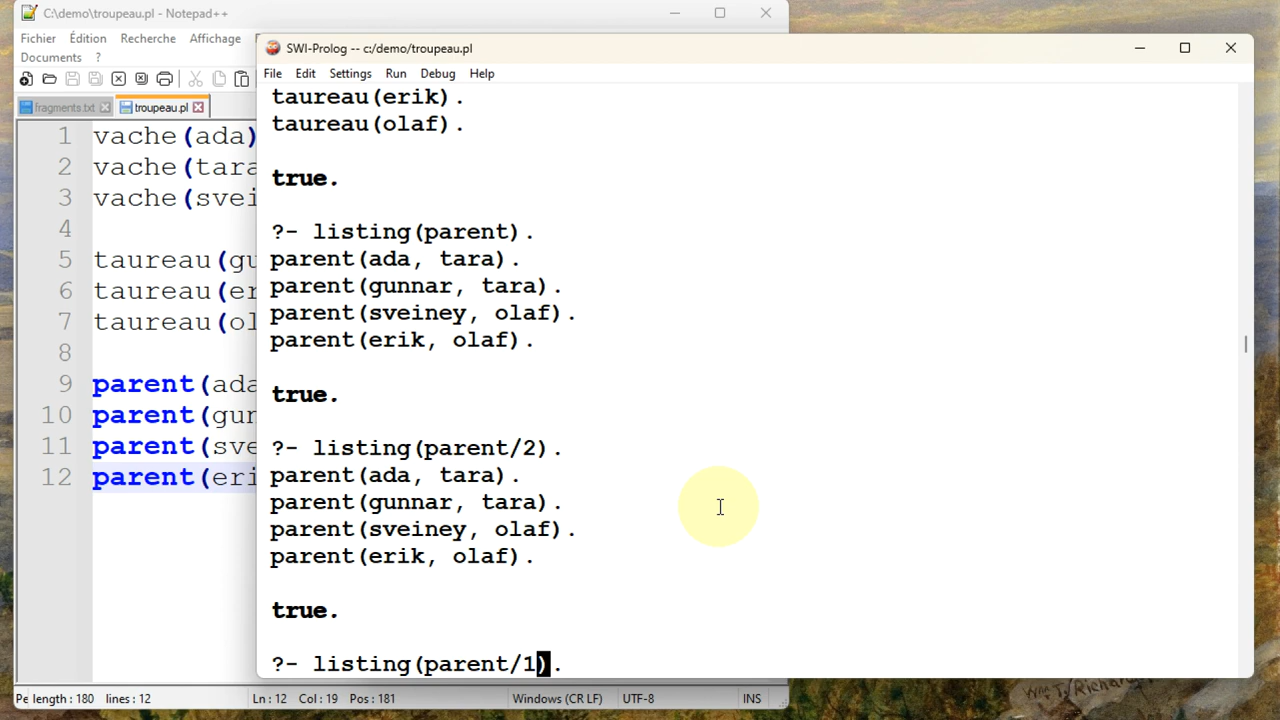 C:\demo\troupeau.pl - Notepad++
Fichier Édition Recherche Affichage
Documents ?
fragments.txt troupeau.pl
1 vache(ada)
2 vache(tara
3 vache(svei
4
5 taureau(gu
6 taureau(er
7 taureau(ol
8
9 parent(ada
10 parent(gun
11 parent(sve
12 parent(eri
length : 180 lines : 12 Ln : 12 Col : 19 Pos : 181 Windows (CR LF) UTF-8 INS
SWI-Prolog -- c:/demo/troupeau.pl
File Edit Settings Run Debug Help
taureau(erik).
taureau(olaf).
true.
?- listing(parent).
parent(ada, tara).
parent(gunnar, tara).
parent(sveiney, olaf).
parent(erik, olaf).
true.
?- listing(parent/2).
parent(ada, tara).
parent(gunnar, tara).
parent(sveiney, olaf).
parent(erik, olaf).
true.
?- listing(parent/1).